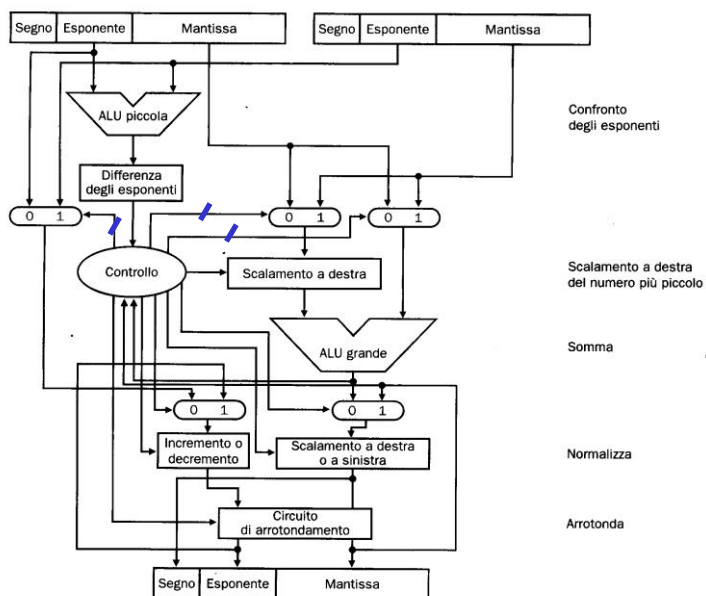 Segno Esponente Mantissa
Segno Esponente Mantissa
ALU piccola
Confronto
degli esponenti
Differenza
degli esponenti
0 1
0 1
0 1
Controllo
Scalamento a destra
Scalamento a destra
del numero più piccolo
ALU grande
Somma
0 1
0 1
Incremento o
decremento
Scalamento a destra
o a sinistra
Normalizza
Circuito
di arrotondamento
Arrotonda
Segno Esponente Mantissa